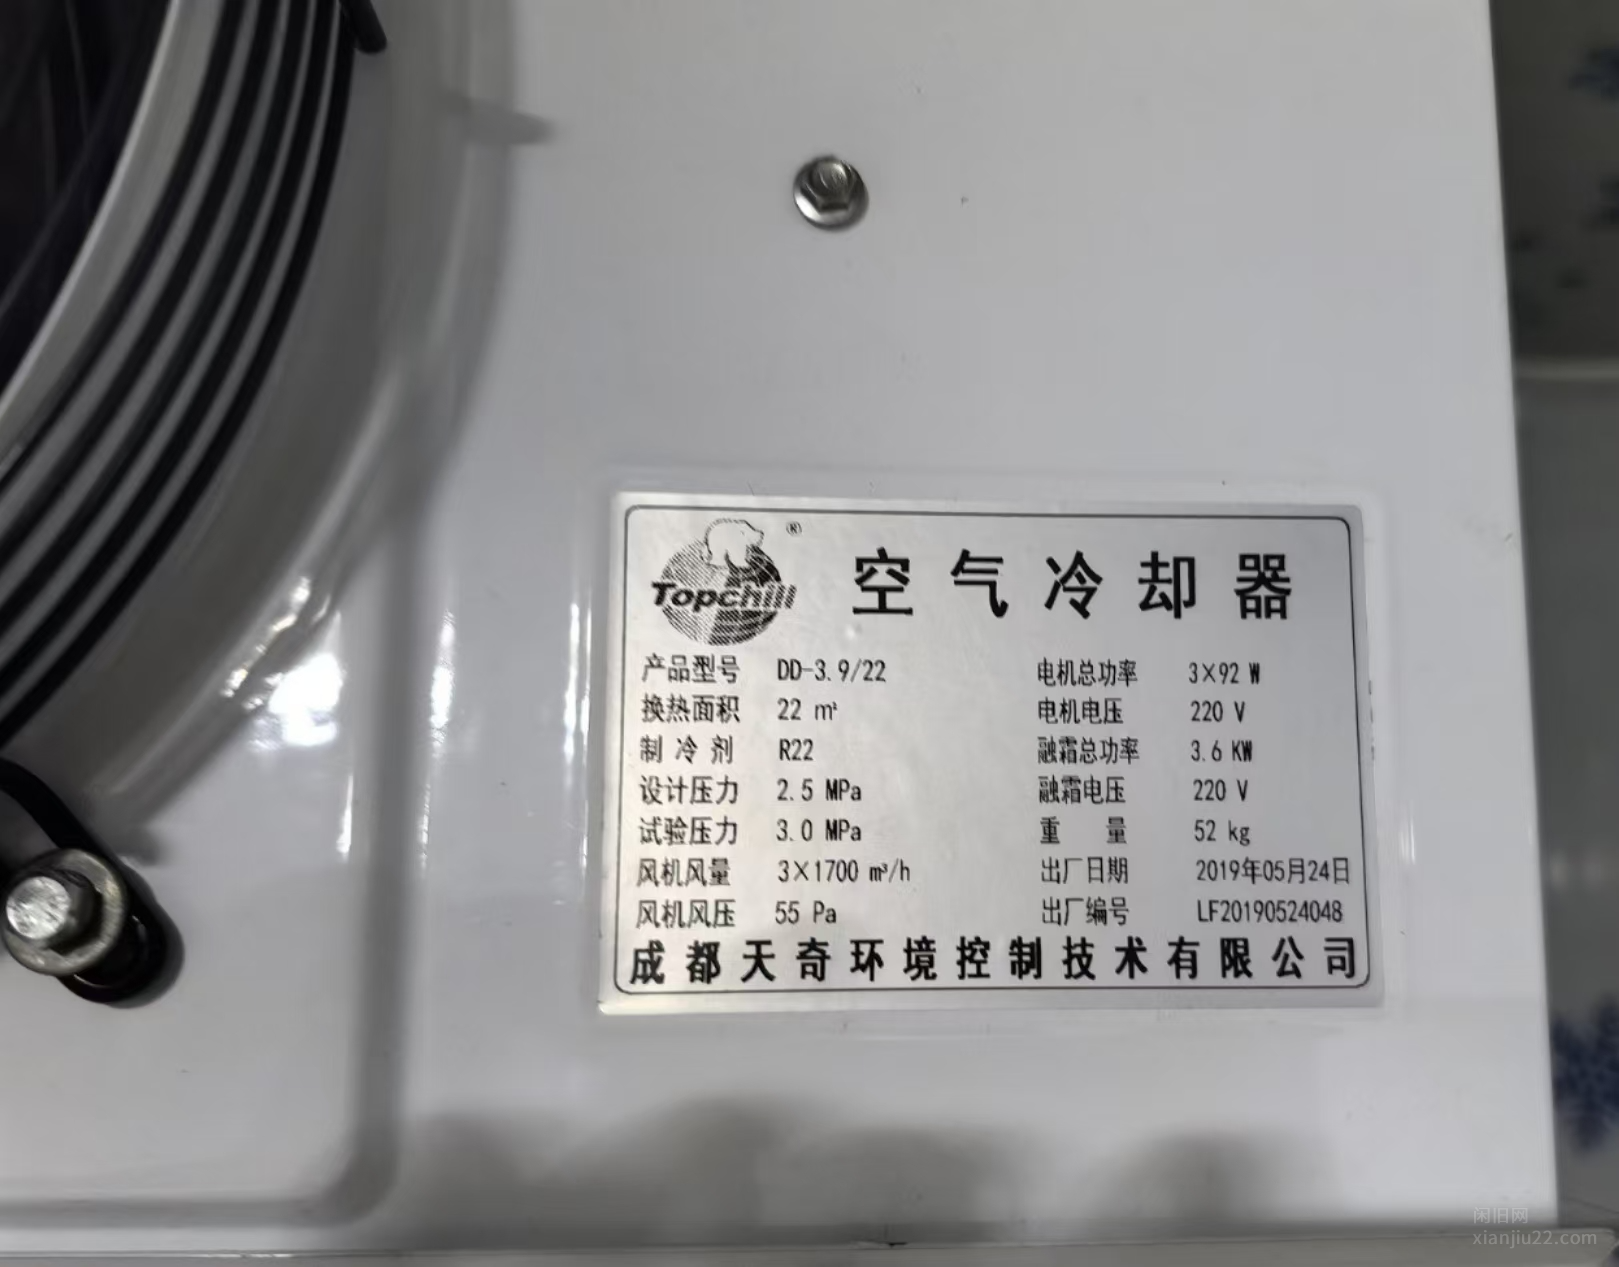 Topchill ®
空气冷却器
产品型号 DD-3.9/22 电机总功率 3×92 W
换热面积 22 m² 电机电压 220 V
制冷剂 R22 融霜总功率 3.6 KW
设计压力 2.5 MPa 融霜电压 220 V
试验压力 3.0 MPa 重量 52 kg
风机风量 3×1700 m³/h 出厂日期 2019年05月24日
风机风压 55 Pa 出厂编号 LF20190524048
成都天奇环境控制技术有限公司
闲旧网
xianjiu22.com